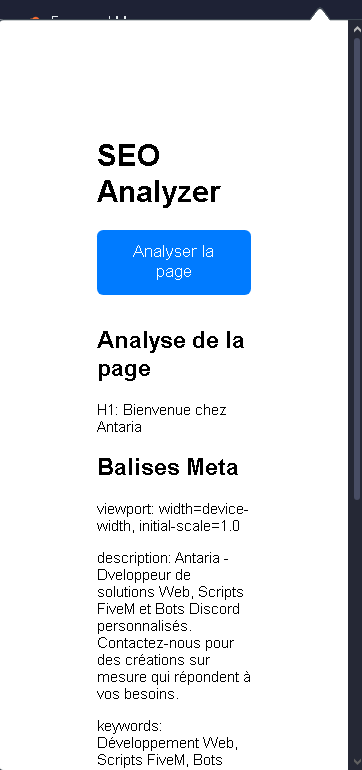 SEO
Analyzer
Analyser la
page
Analyse de la
page
H1: Bienvenue chez
Antaria
Balises Meta
viewport: width=device-
width, initial-scale=1.0
description: Antaria -
Dveloppeur de
solutions Web, Scripts
FiveM et Bots Discord
personnalisés.
Contactez-nous pour
des créations sur
mesure qui répondent à
vos besoins.
keywords:
Développement Web,
Scripts FiveM, Bots